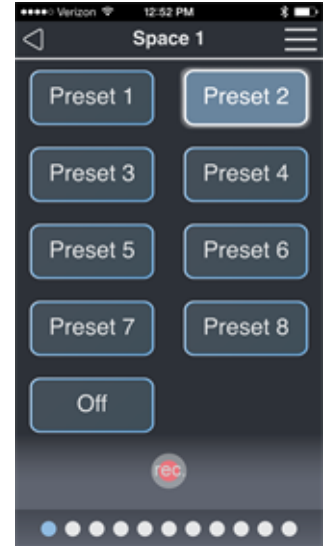 Verizon 12:52 PM
Space 1
Preset 1 Preset 2
Preset 3 Preset 4
Preset 5 Preset 6
Preset 7 Preset 8
Off
rec.